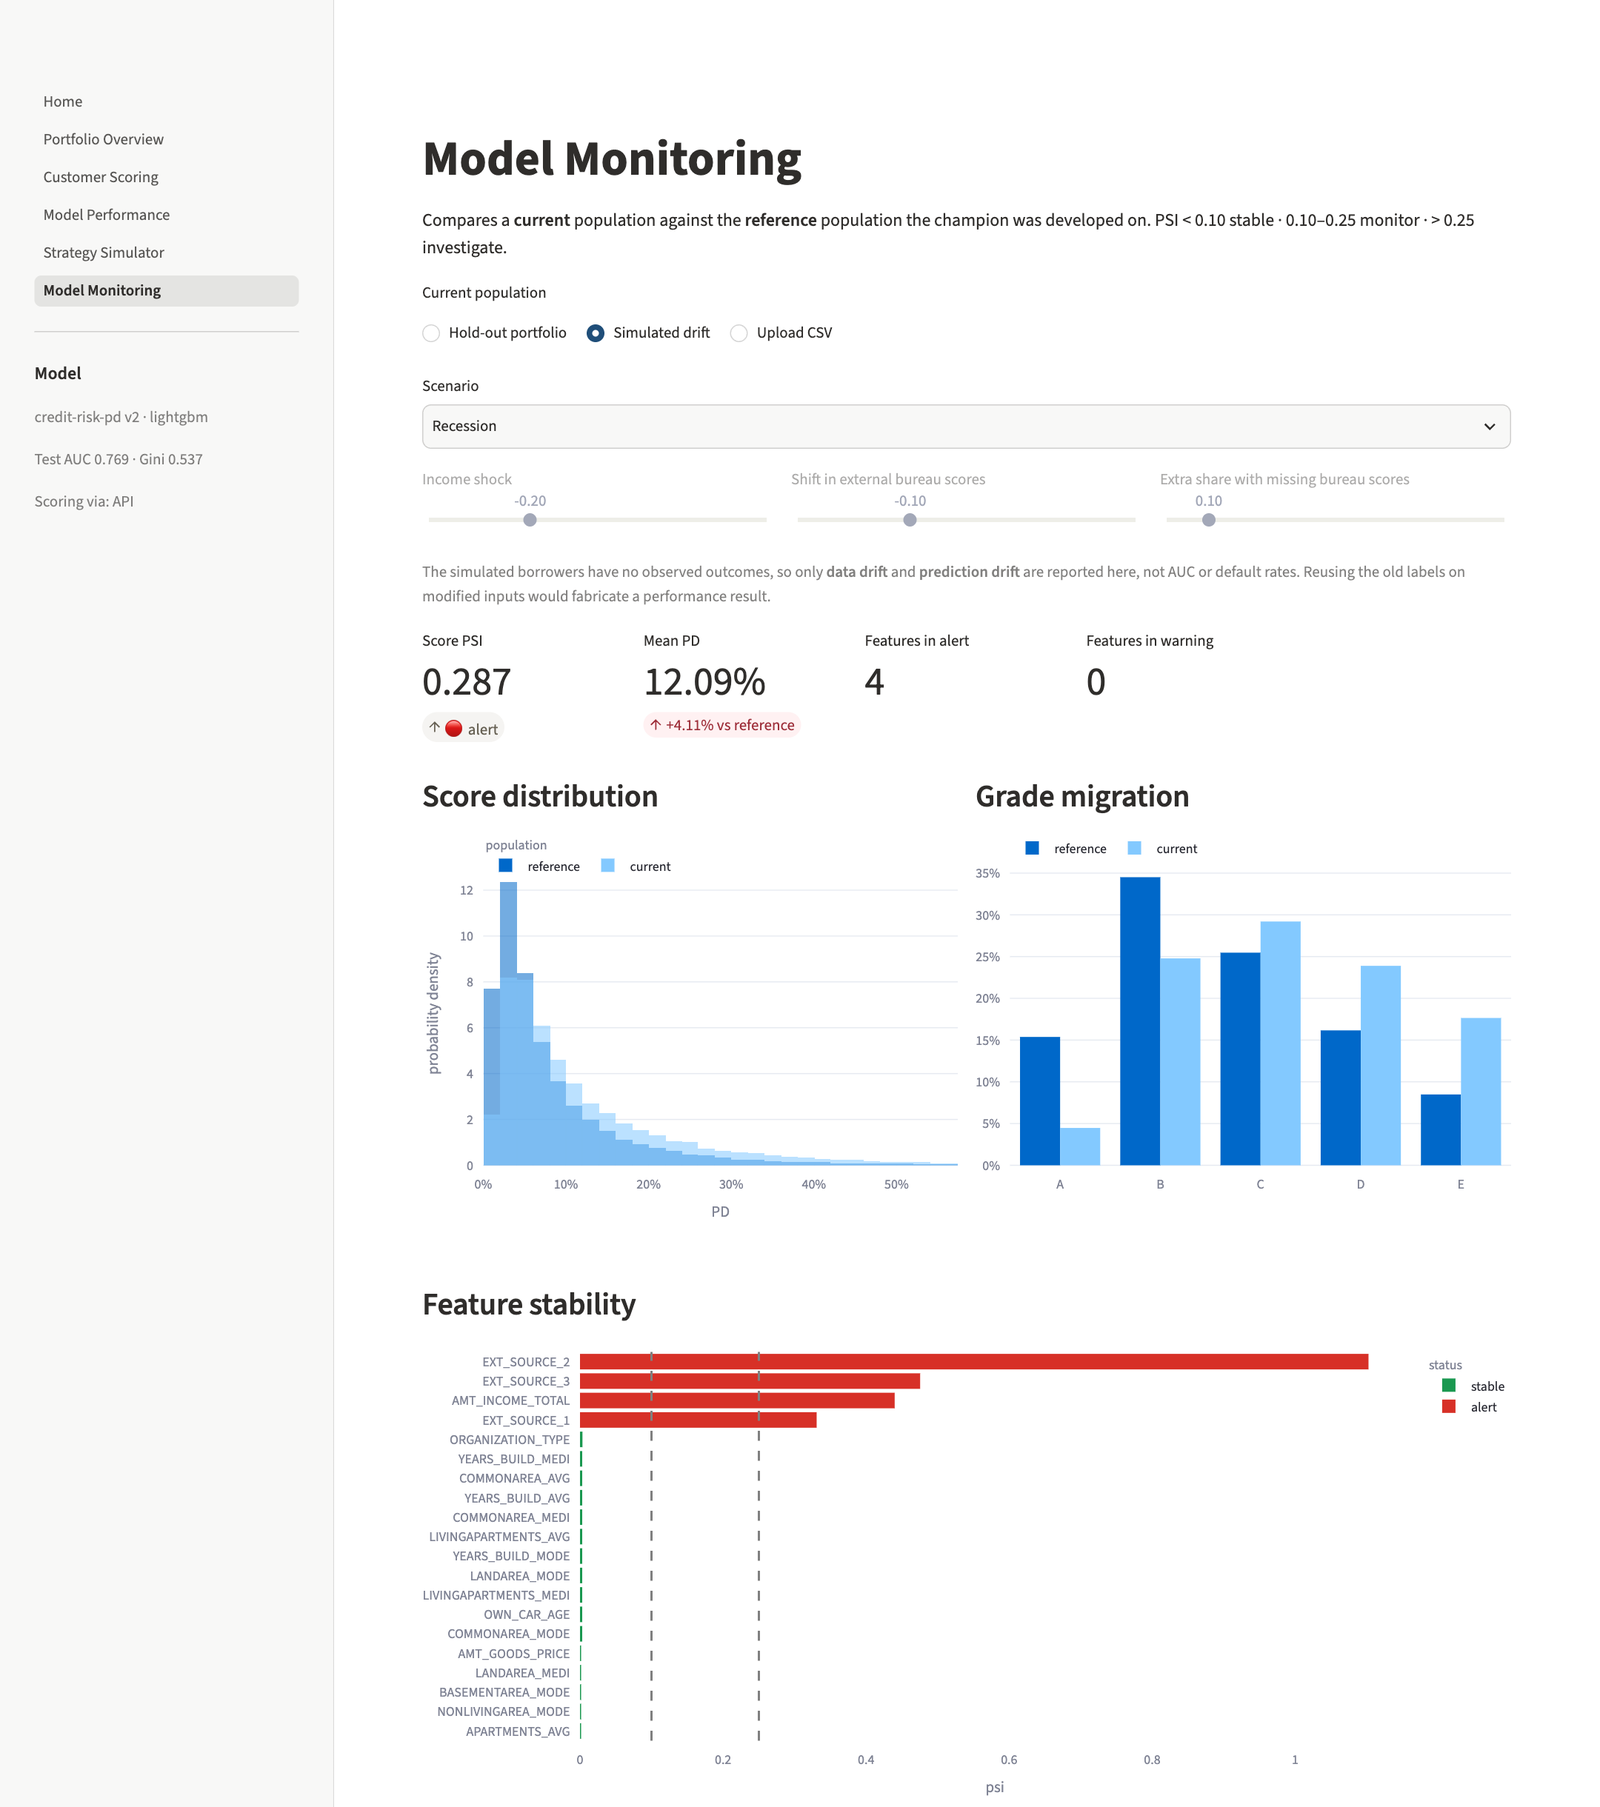 Home
Portfolio Overview
Customer Scoring
Model Performance
Strategy Simulator
Model Monitoring
Model
credit-risk-pd v2 · lightgbm
Test AUC 0.769 · Gini 0.537
Scoring via: API
Model Monitoring
Compares a current population against the reference population the champion was developed on. PSI < 0.10 stable · 0.10–0.25 monitor · > 0.25
investigate.
Current population
Hold-out portfolio Simulated drift Upload CSV
Scenario
Recession
Income shock Shift in external bureau scores Extra share with missing bureau scores
-0.20 -0.10 0.10
The simulated borrowers have no observed outcomes, so only data drift and prediction drift are reported here, not AUC or default rates. Reusing the old labels on
modified inputs would fabricate a performance result.
Score PSI Mean PD Features in alert Features in warning
0.287 12.09% 4 0
↑ 🔴 alert ↑ +4.11% vs reference
Score distribution
population
reference current
12
10
8
6
4
2
0
probability density
0% 10% 20% 30% 40% 50%
PD
Grade migration
reference current
35%
30%
25%
20%
15%
10%
5%
0%
A B C D E
Feature stability
EXT_SOURCE_2
EXT_SOURCE_3
AMT_INCOME_TOTAL
EXT_SOURCE_1
ORGANIZATION_TYPE
YEARS_BUILD_MEDI
COMMONAREA_AVG
YEARS_BUILD_AVG
COMMONAREA_MEDI
LIVINGAPARTMENTS_AVG
YEARS_BUILD_MODE
LANDAREA_MODE
LIVINGAPARTMENTS_MEDI
OWN_CAR_AGE
COMMONAREA_MODE
AMT_GOODS_PRICE
LANDAREA_MEDI
BASEMENTAREA_MODE
NONLIVINGAREA_MODE
APARTMENTS_AVG
0 0.2 0.4 0.6 0.8 1
psi
status
stable
alert